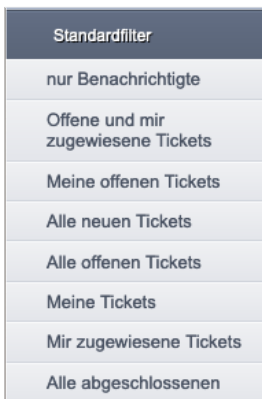 Standardfilter
nur Benachrichtigte
Offene und mir
zugewiesene Tickets
Meine offenen Tickets
Alle neuen Tickets
Alle offenen Tickets
Meine Tickets
Mir zugewiesene Tickets
Alle abgeschlossenen